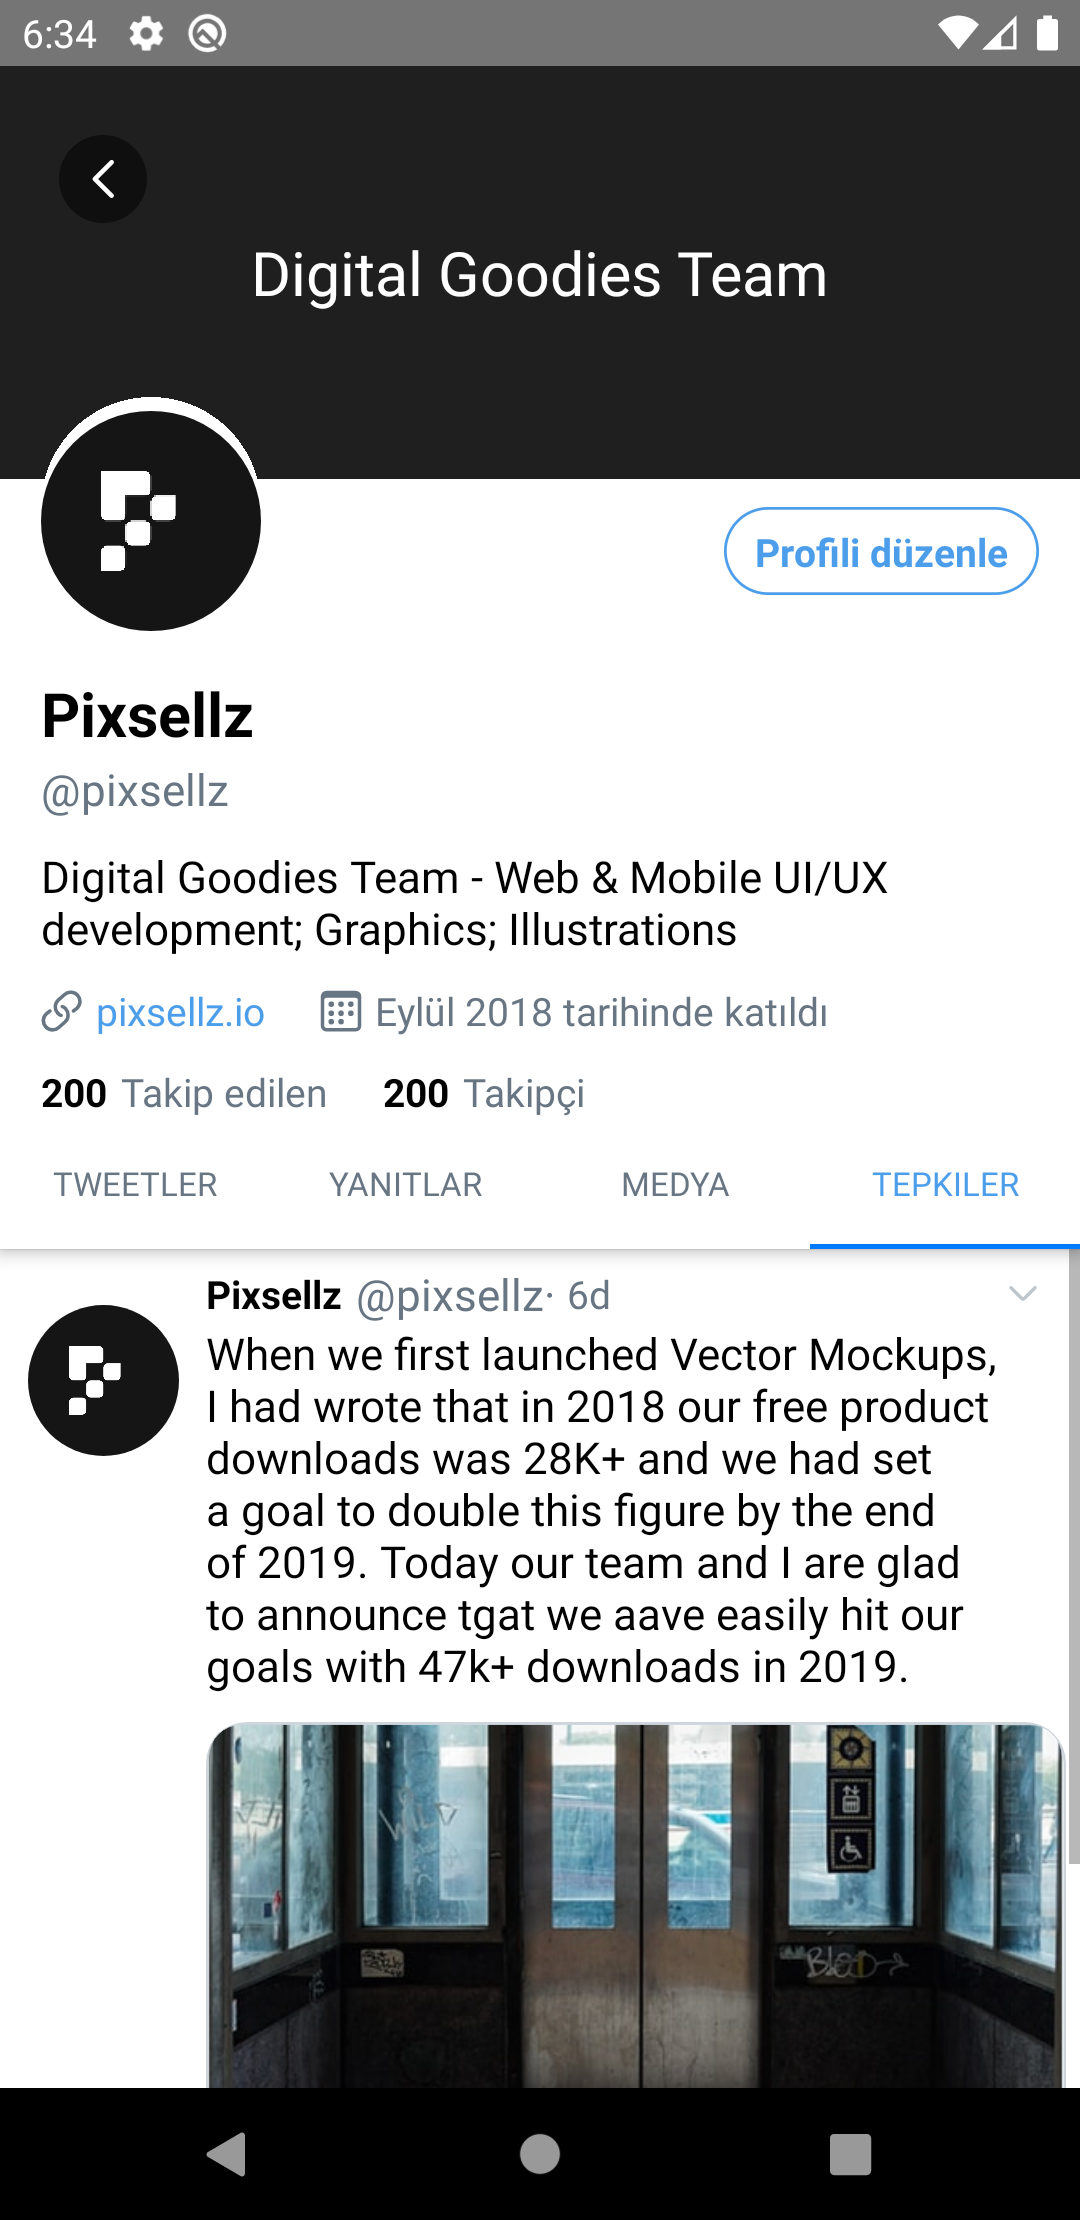 6:34
Digital Goodies Team
Profili düzenle
Pixsellz
@pixsellz
Digital Goodies Team - Web & Mobile UI/UX
development; Graphics; Illustrations
pixsellz.io Eylül 2018 tarihinde katıldı
200 Takip edilen 200 Takipçi
TWEETLER YANITLAR MEDYA TEPKILER
Pixsellz @pixsellz· 6d
When we first launched Vector Mockups,
I had wrote that in 2018 our free product
downloads was 28K+ and we had set
a goal to double this figure by the end
of 2019. Today our team and I are glad
to announce tgat we aave easily hit our
goals with 47k+ downloads in 2019.